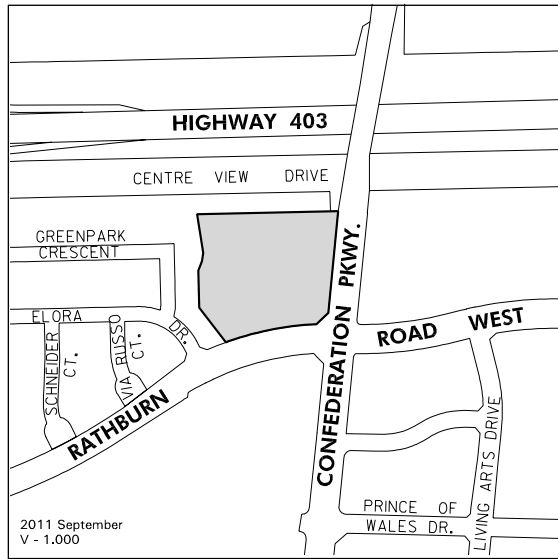 HIGHWAY 403
CENTRE VIEW DRIVE
GREENPARK
CRESCENT
CONFEDERATION PKWY.
ELORA
DR.
SCHNEIDER
CT.
VIA RUSSO
CT.
RATHBURN
ROAD WEST
LIVING ARTS DRIVE
PRINCE OF
WALES DR.
2011 September
V - 1.000